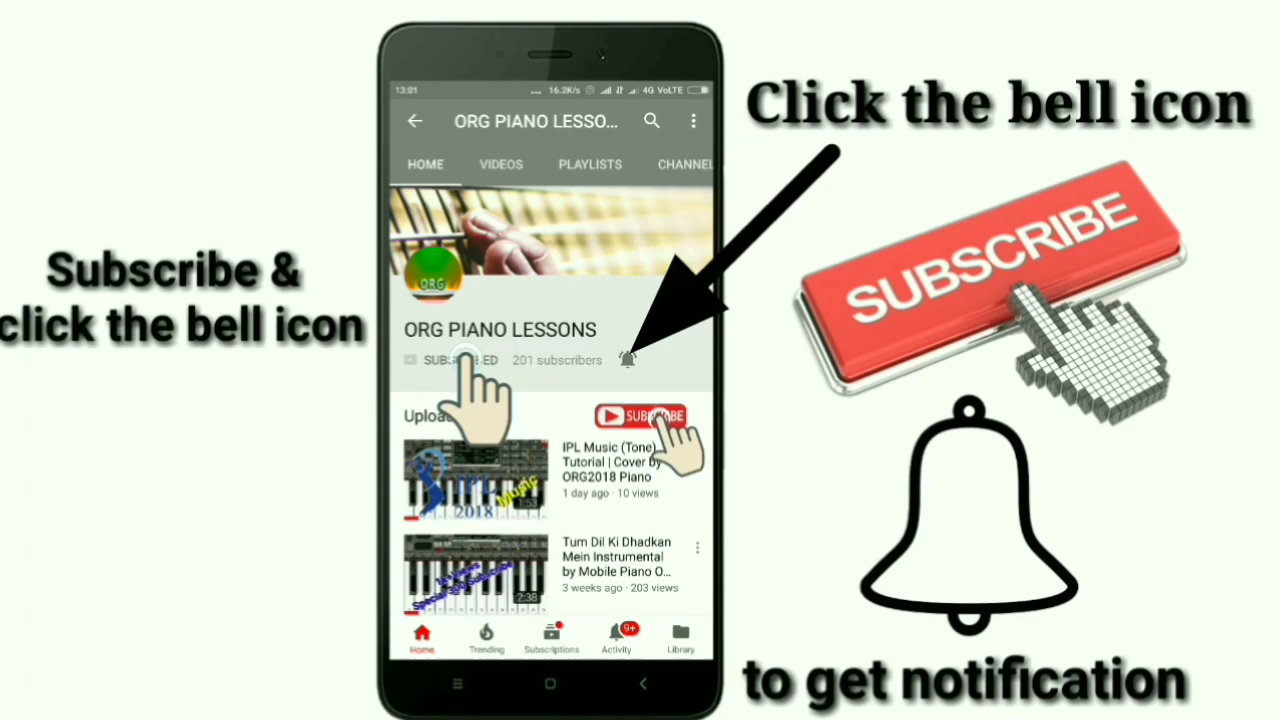 Subscribe &
click the bell icon
13:01
... 16.2K/s 4G VoLTE
ORG PIANO LESSO...
HOME VIDEOS PLAYLISTS CHANNEL
ORG
ORG PIANO LESSONS
201 subscribers
IPL Music (Tone)
Tutorial | Cover by
ORG2018 Piano
1 day ago · 10 views
IPL
Music
2018
1:53
Tum Dil Ki Dhadkan
Mein Instrumental
by Mobile Piano O...
3 weeks ago · 203 views
2:38
Home Trending Subscriptions Activity Library
9+
Click the bell icon
SUBSCRIBE
to get notification